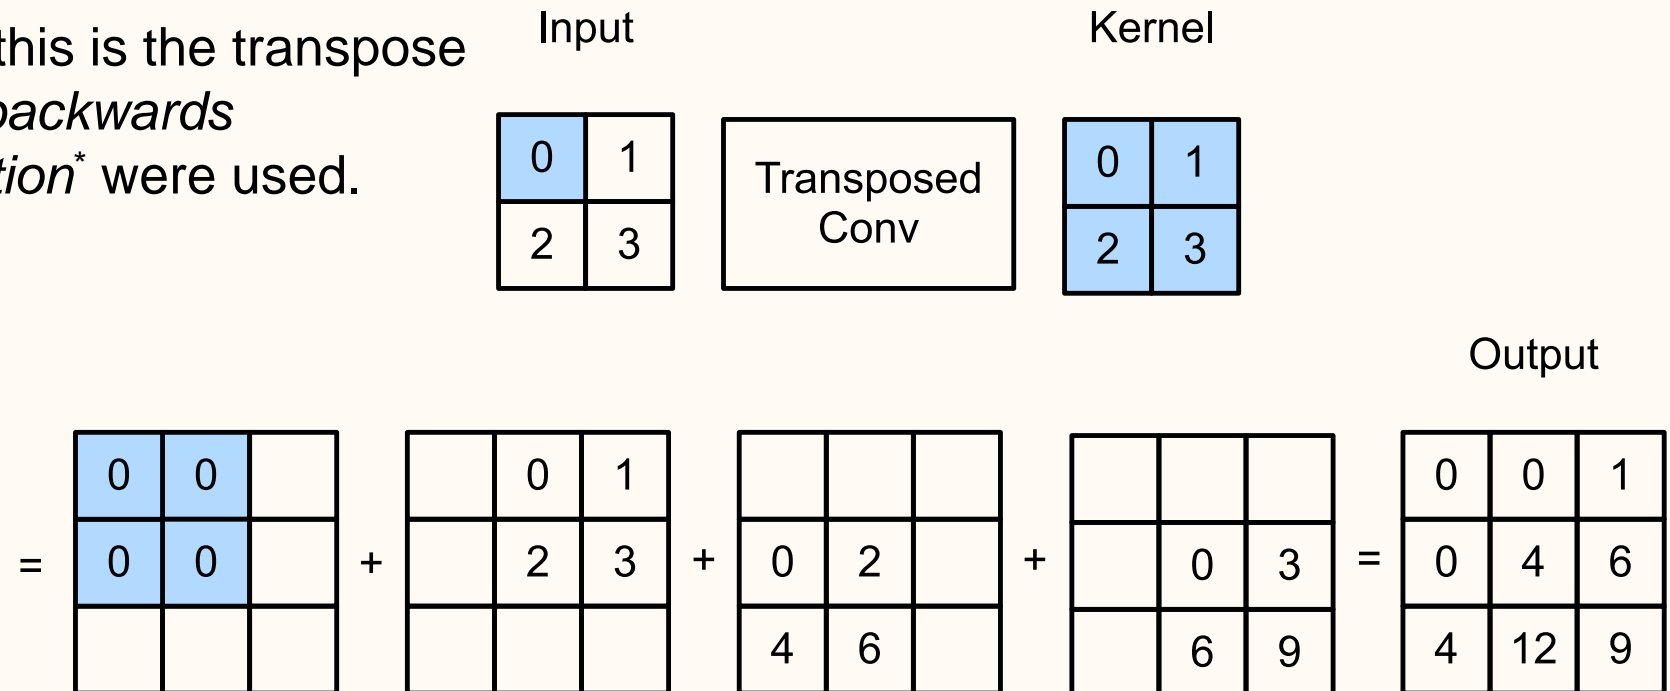 this is the transpose
backwards
tion* were used.
Input
Kernel
0 1
2 3
Transposed
Conv
0 1
2 3
Output
0 0 0 1 0 0 1
= 0 0 + 2 3 + 0 2 + 0 3 = 0 4 6
4 6 6 9 4 12 9